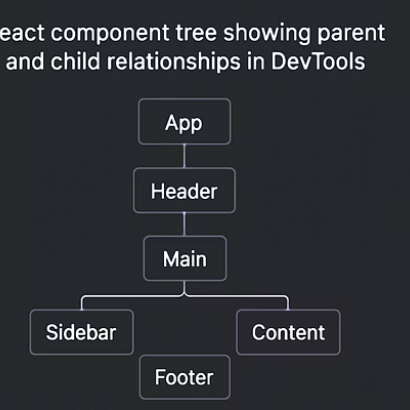 eact component tree showing parent
and child relationships in DevTools
App
Header
Main
Sidebar
Content
Footer